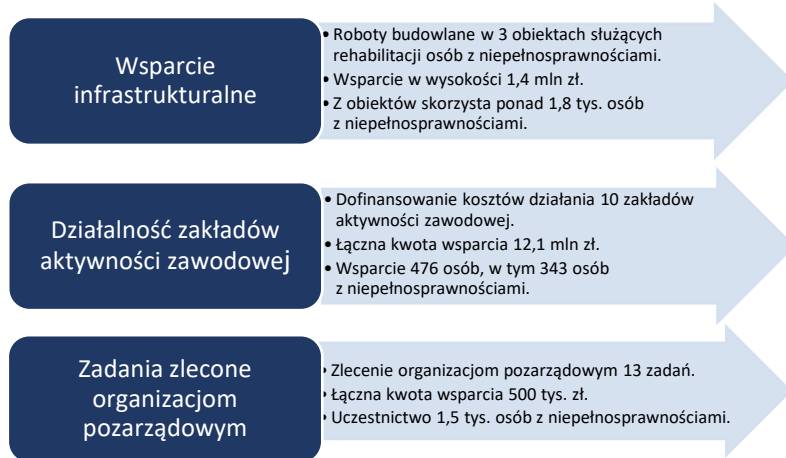 Wsparcie
infrastrukturalne
• Roboty budowlane w 3 obiektach służących
rehabilitacji osób z niepełnosprawnościami.
• Wsparcie w wysokości 1,4 mln zł.
• Z obiektów skorzysta ponad 1,8 tys. osób
z niepełnosprawnościami.
Działalność zakładów
aktywności zawodowej
• Dofinansowanie kosztów działania 10 zakładów
aktywności zawodowej.
• Łączna kwota wsparcia 12,1 mln zł.
• Wsparcie 476 osób, w tym 343 osób
z niepełnosprawnościami.
Zadania zlecone
organizacjom
pozarządowym
• Zlecenie organizacjom pozarządowym 13 zadań.
• Łączna kwota wsparcia 500 tys. zł.
• Uczestnictwo 1,5 tys. osób z niepełnosprawnościami.